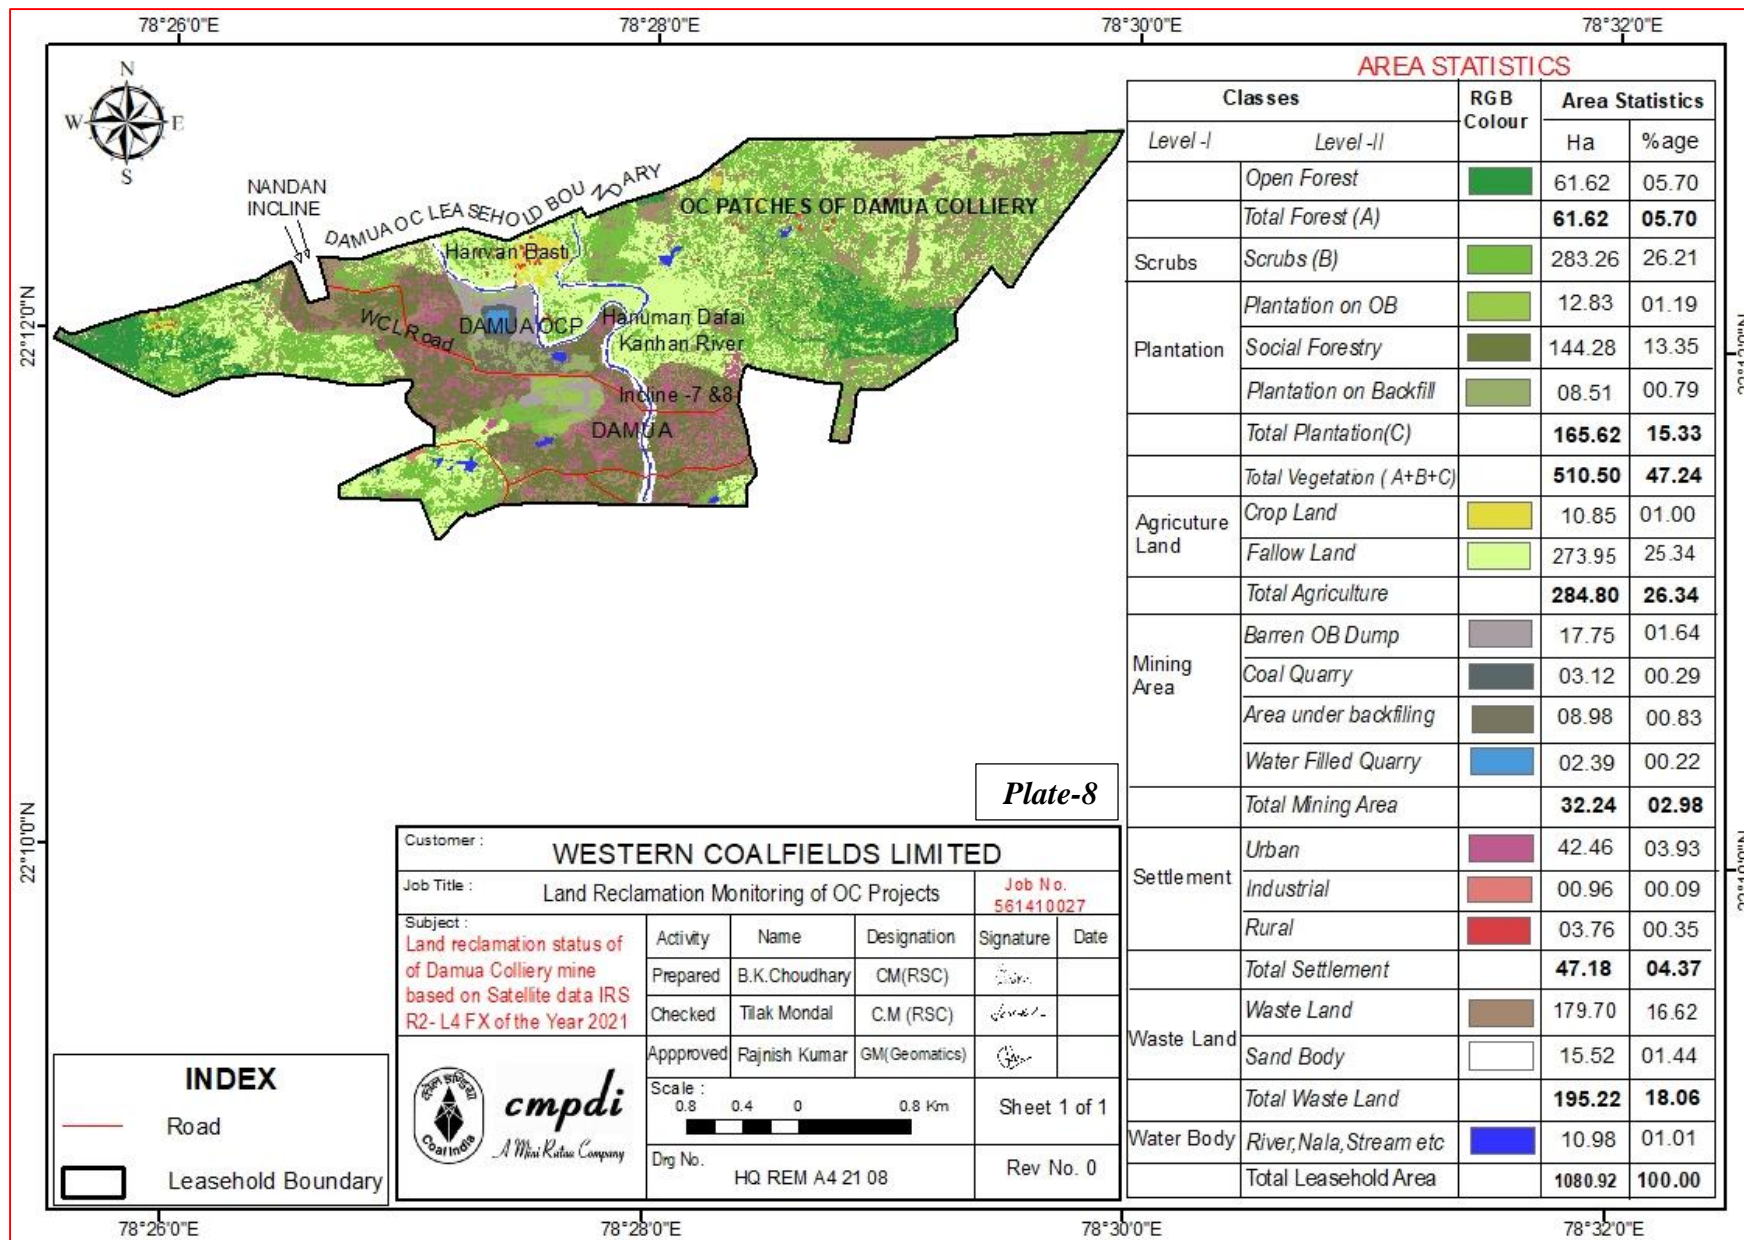 78°26'0"E 78°28'0"E 78°30'0"E 78°32'0"E
N
W E
S
22°12'0"N
22°10'0"N
NANDAN
INCLINE
DAMUA OC LEASEHOLD BOUNDARY
OC PATCHES OF DAMUA COLLIERY
Harivan Basti
WCL Road
DAMUA OCP
Hanuman Dafai
Kanhan River
Incline -7 &8
DAMUA
AREA STATISTICS
Classes RGB Colour Area Statistics
Level -I Level -II Ha %age
Open Forest 61.62 05.70
Total Forest (A) 61.62 05.70
Scrubs Scrubs (B) 283.26 26.21
Plantation on OB 12.83 01.19
Plantation Social Forestry 144.28 13.35
Plantation on Backfill 08.51 00.79
Total Plantation(C) 165.62 15.33
Total Vegetation ( A+B+C) 510.50 47.24
Agricuture Land Crop Land 10.85 01.00
Fallow Land 273.95 25.34
Total Agriculture 284.80 26.34
Barren OB Dump 17.75 01.64
Mining Area Coal Quarry 03.12 00.29
Area under backfiling 08.98 00.83
Water Filled Quarry 02.39 00.22
Total Mining Area 32.24 02.98
Urban 42.46 03.93
Settlement Industrial 00.96 00.09
Rural 03.76 00.35
Total Settlement 47.18 04.37
Waste Land 179.70 16.62
Waste Land Sand Body 15.52 01.44
Total Waste Land 195.22 18.06
Water Body River,Nala,Stream etc 10.98 01.01
Total Leasehold Area 1080.92 100.00
Plate-8
Customer : WESTERN COALFIELDS LIMITED
Job Title : Land Reclamation Monitoring of OC Projects
Job No.
561410027
Subject :
Land reclamation status of
of Damua Colliery mine
based on Satellite data IRS
R2- L4 FX of the Year 2021
Activity Name Designation Signature Date
Prepared B.K.Choudhary CM(RSC)
Checked Tilak Mondal C.M (RSC)
Appproved Rajnish Kumar GM(Geomatics)
Scale :
0.8 0.4 0 0.8 Km
Sheet 1 of 1
Drg No.
HQ REM A4 21 08
Rev No. 0
कोल इण्डिया
Coal India
cmpdi
A Mini Ratna Company
INDEX
Road
Leasehold Boundary
78°26'0"E 78°28'0"E 78°30'0"E 78°32'0"E